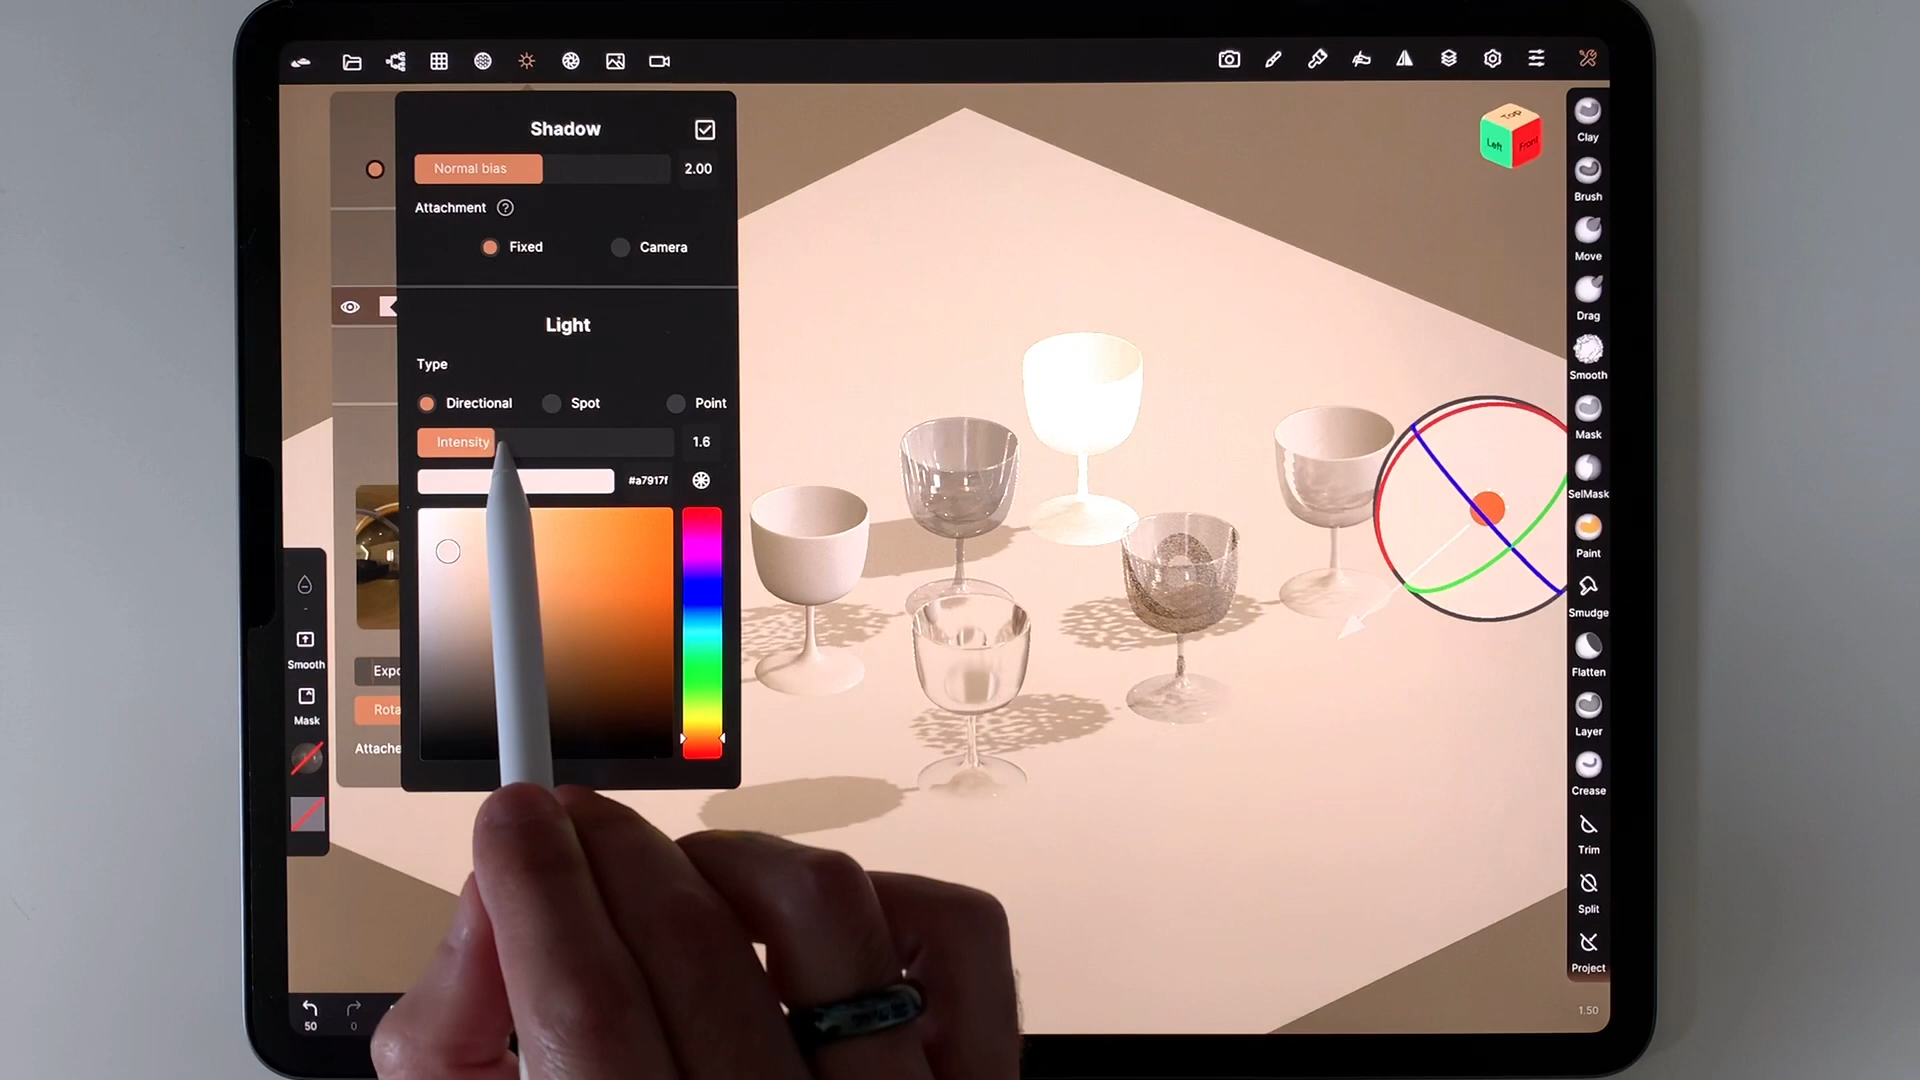 Shadow
Normal bias 2.00
Attachment ?
Fixed Camera
Light
Type
Directional Spot Point
Intensity 1.6
#a7917f
Expo
Rota
Attache
Smooth
Mask
50 0
Top
Left Front
Clay
Brush
Move
Drag
Smooth
Mask
SelMask
Paint
Smudge
Flatten
Layer
Crease
Trim
Split
Project
1.50